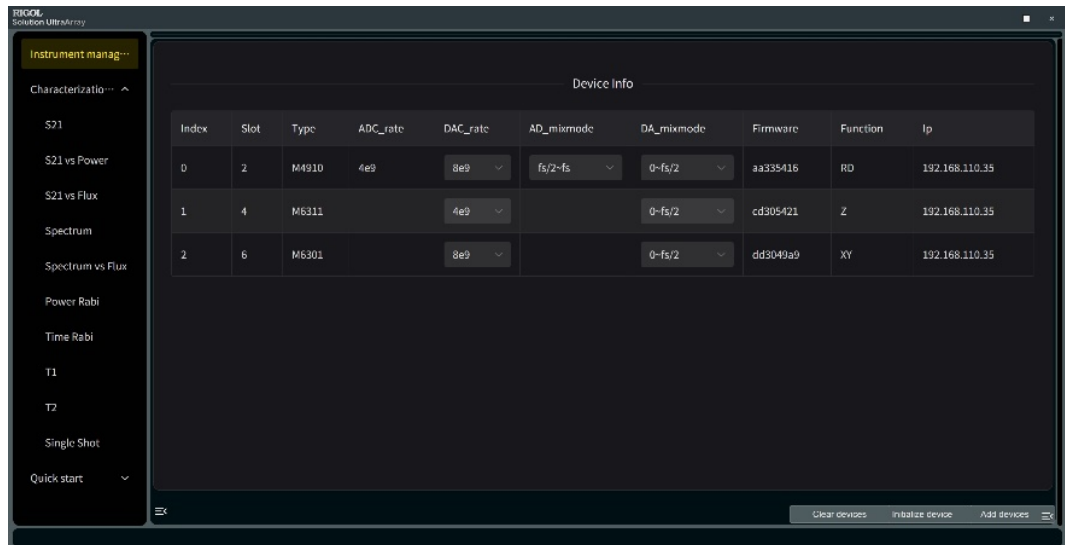 RIGOL
Solution UltraArray
Instrument manag···
Characterizatio···
S21
S21 vs Power
S21 vs Flux
Spectrum
Spectrum vs Flux
Power Rabi
Time Rabi
T1
T2
Single Shot
Quick start
Device Info
Index Slot Type ADC_rate DAC_rate AD_mixmode DA_mixmode Firmware Function Ip
0 2 M4910 4e9 8e9 fs/2~fs 0~fs/2 aa335416 RD 192.168.110.35
1 4 M6311 4e9 0~fs/2 cd305421 Z 192.168.110.35
2 6 M6301 8e9 0~fs/2 dd3049a9 XY 192.168.110.35
Clear devices Initialize device Add devices